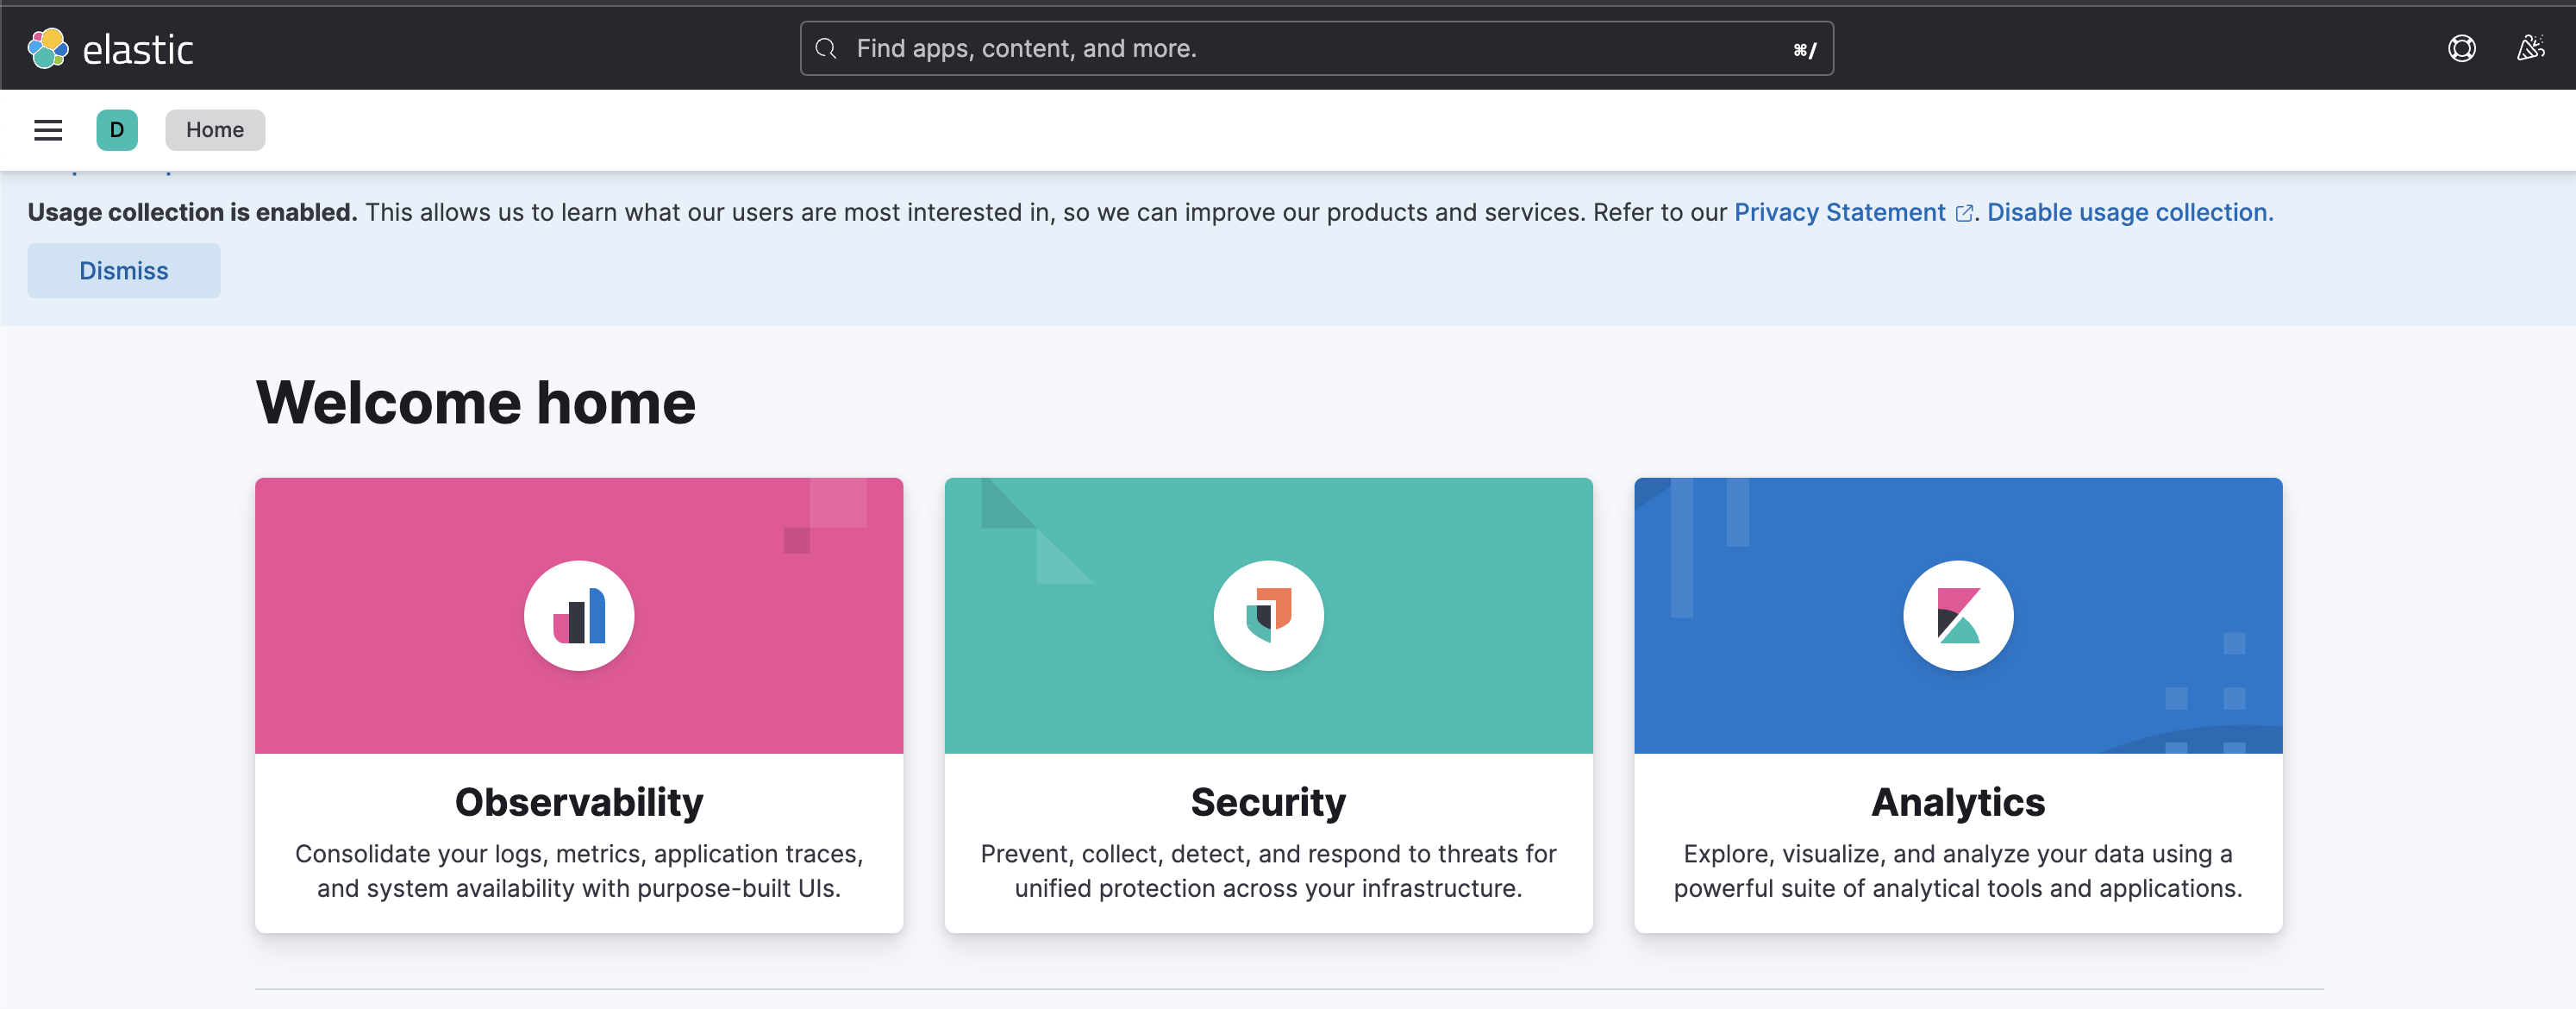 elastic
Find apps, content, and more.
⌘/
D
Home
Usage collection is enabled. This allows us to learn what our users are most interested in, so we can improve our products and services. Refer to our Privacy Statement. Disable usage collection.
Dismiss
Welcome home
Observability
Consolidate your logs, metrics, application traces,
and system availability with purpose-built UIs.
Security
Prevent, collect, detect, and respond to threats for
unified protection across your infrastructure.
Analytics
Explore, visualize, and analyze your data using a
powerful suite of analytical tools and applications.